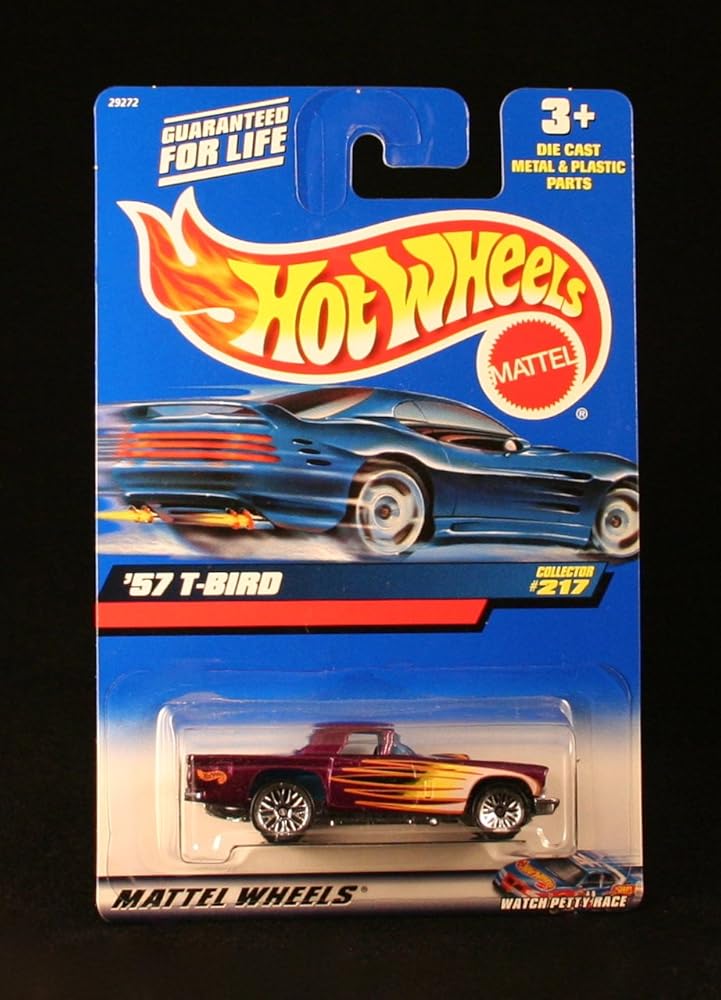 29272
GUARANTEED
FOR LIFE
3+
DIE CAST
METAL & PLASTIC
PARTS
HOT WHEELS
MATTEL
®
'57 T-BIRD
COLLECTOR
#217
MATTEL WHEELS®
WATCH PETTY RACE